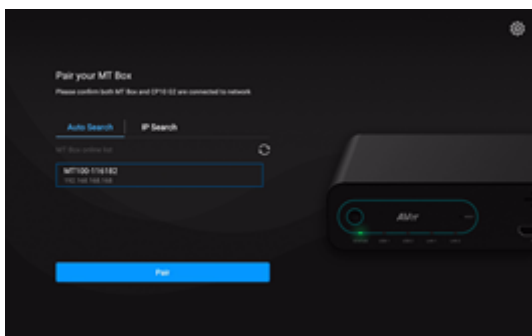 Pair your MT Box
Please confirm both MT Box and CP10 G2 are connected to network
Auto Search
IP Search
MT Box online list
MT100-116182
192.168.168.168
Pair
AVer